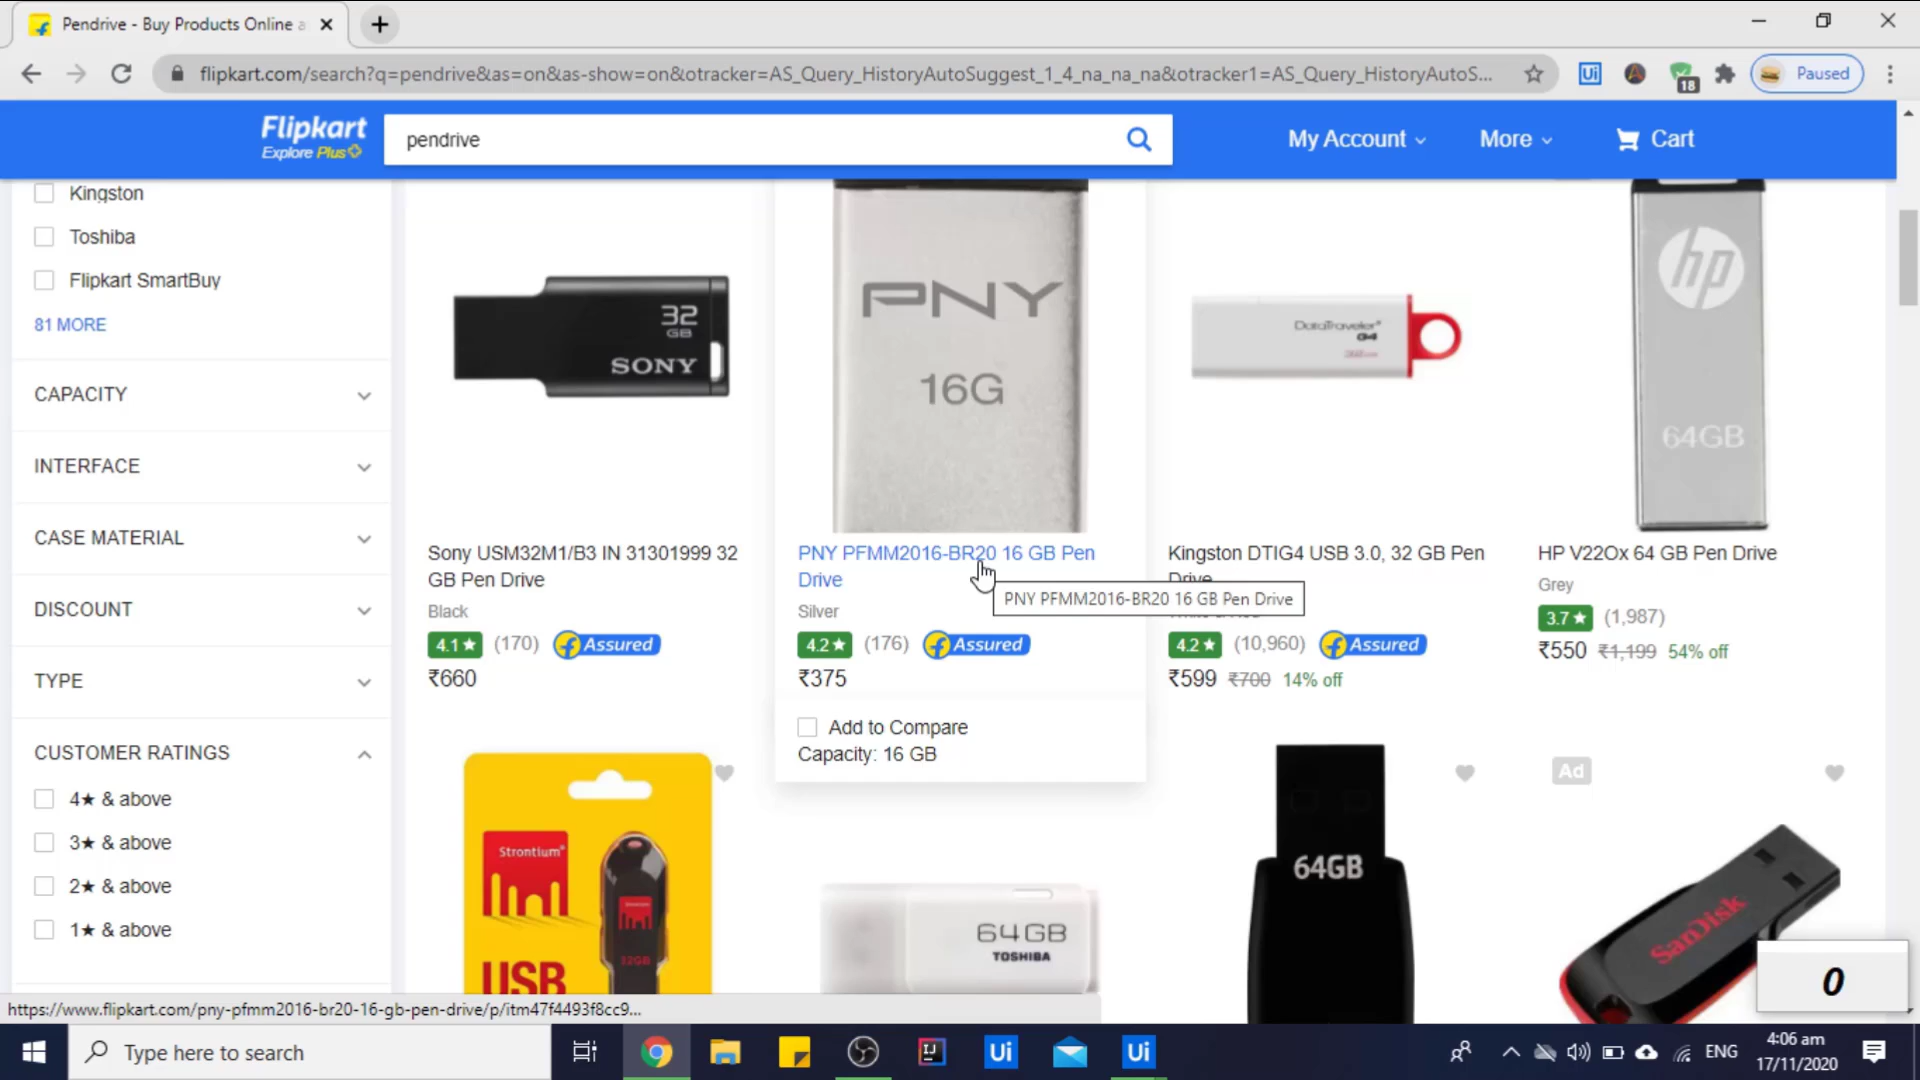 Pendrive - Buy Products Online a
flipkart.com/search?q=pendrive&as=on&as-show=on&otracker=AS_Query_HistoryAutoSuggest_1_4_na_na_na&otracker1=AS_Query_HistoryAutoS...
18
Paused
Flipkart
Explore Plus
pendrive
My Account
More
Cart
Kingston
Toshiba
Flipkart SmartBuy
81 MORE
CAPACITY
INTERFACE
CASE MATERIAL
DISCOUNT
TYPE
CUSTOMER RATINGS
4★ & above
3★ & above
2★ & above
1★ & above
32
GB
SONY
Sony USM32M1/B3 IN 31301999 32
GB Pen Drive
Black
4.1★ (170) Assured
₹660
PNY
16G
PNY PFMM2016-BR20 16 GB Pen
Drive
PNY PFMM2016-BR20 16 GB Pen Drive
Silver
4.2★ (176) Assured
₹375
Add to Compare
Capacity: 16 GB
DataTraveler
G4
32GB
Kingston DTIG4 USB 3.0, 32 GB Pen
Drive
4.2★ (10,960) Assured
₹599 ₹700 14% off
hp
64GB
HP V220x 64 GB Pen Drive
Grey
3.7★ (1,987)
₹550 ₹1,199 54% off
Strontium
32GB
USB
64GB
TOSHIBA
64GB
Ad
SanDisk
0
https://www.flipkart.com/pny-pfmm2016-br20-16-gb-pen-drive/p/itm47f4493f8cc9...
Type here to search
ENG
4:06 am
17/11/2020